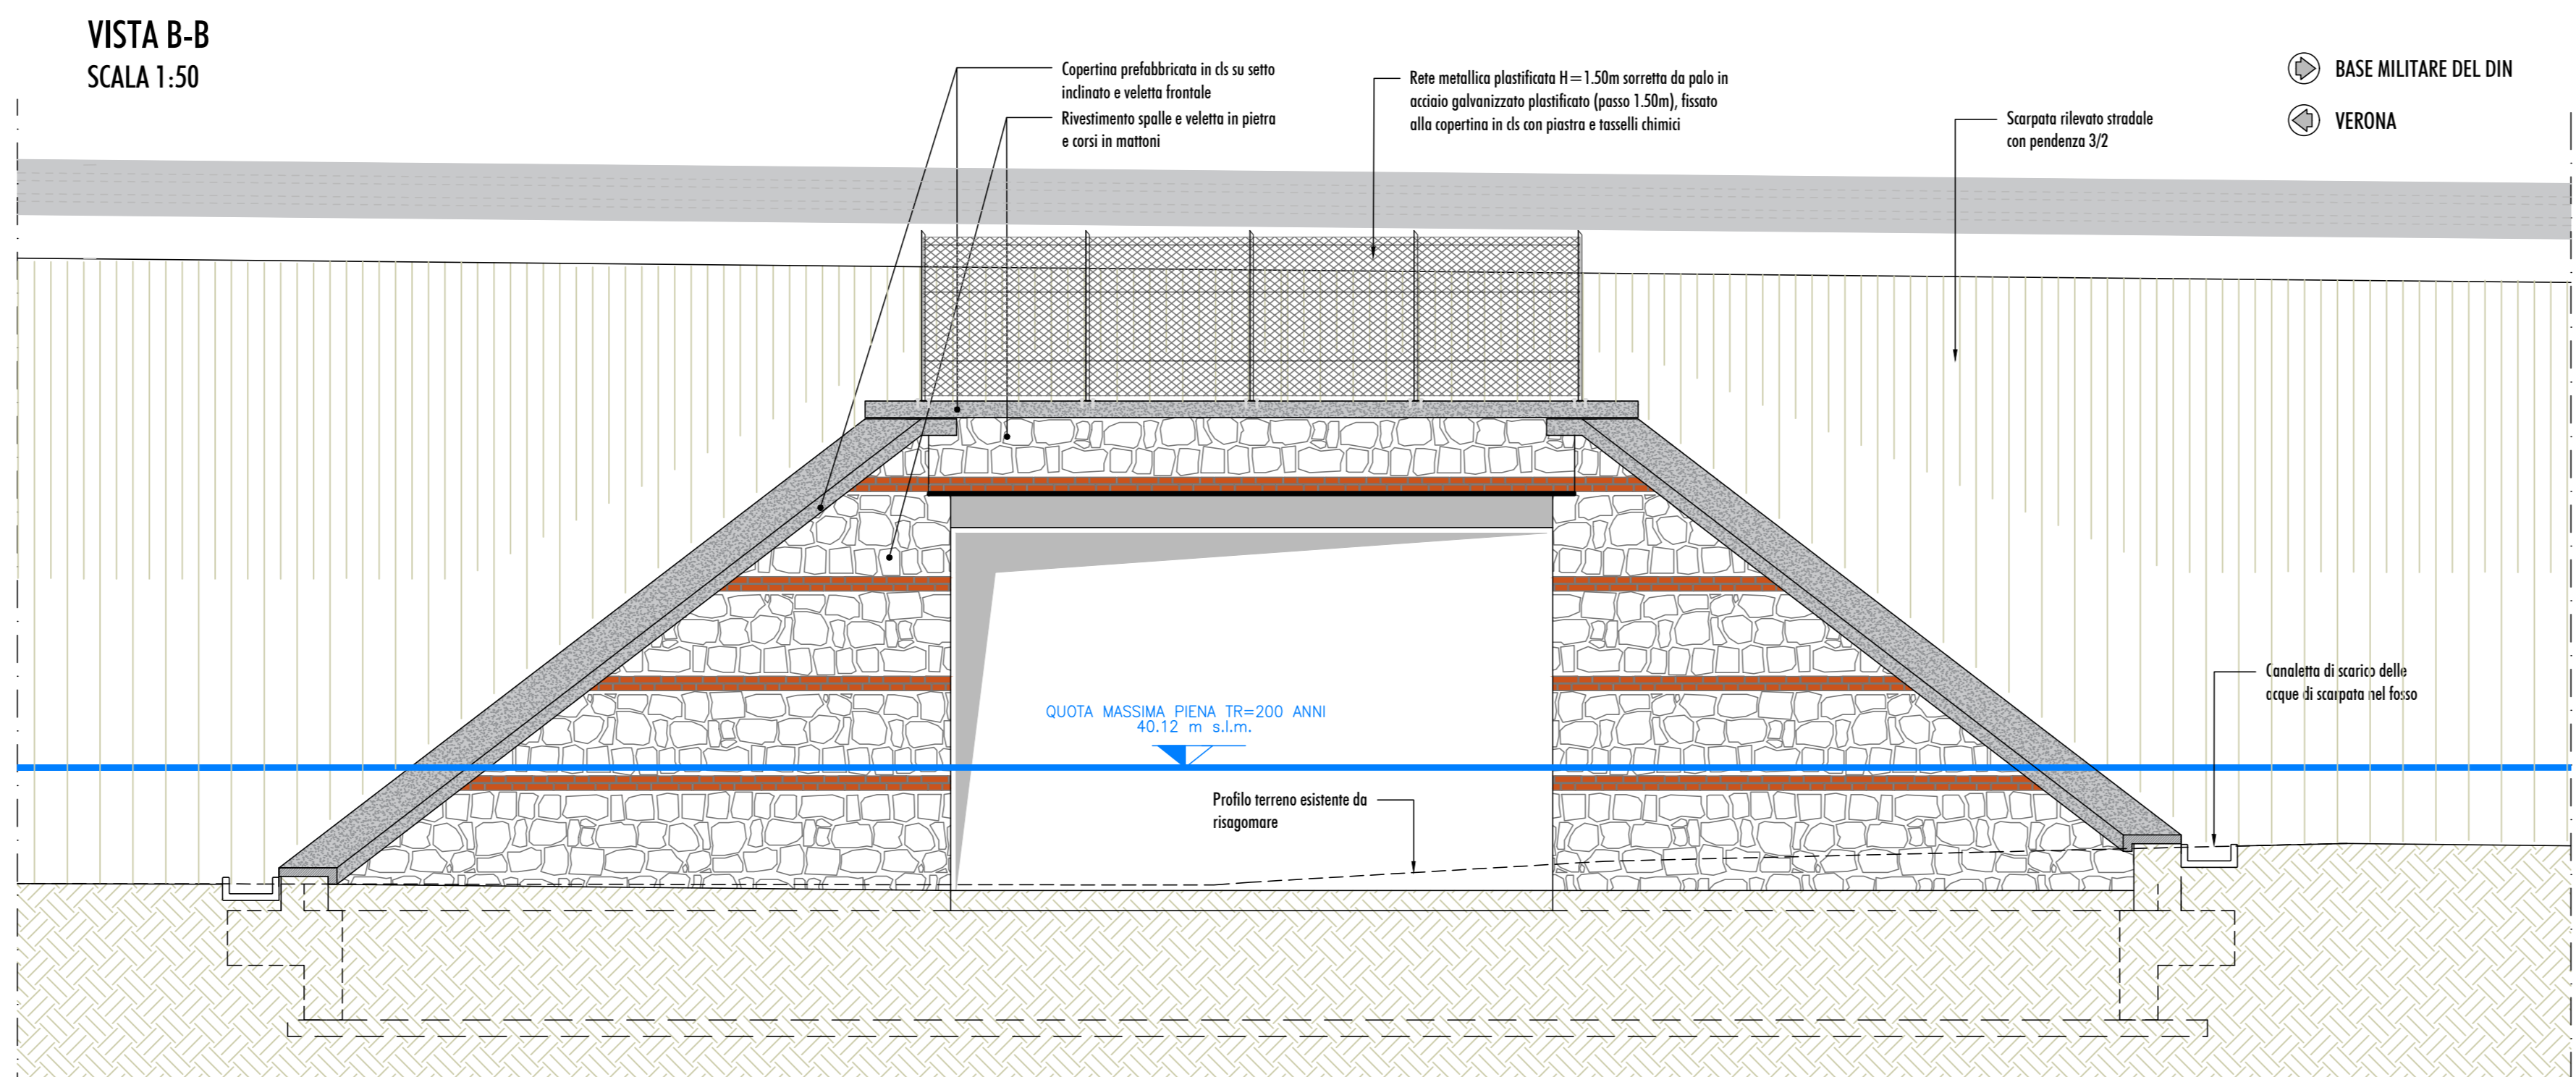 VISTA B-B
SCALA 1:50
Copertina prefabbricata in cls su setto
inclinato e veletta frontale
Rivestimento spalle e veletta in pietra
e corsi in mattoni
Rete metallica plastificata H=1.50m sorretta da palo in
acciaio galvanizzato plastificato (passo 1.50m), fissato
alla copertina in cls con piastra e tasselli chimici
Scarpata rilevato stradale
con pendenza 3/2
BASE MILITARE DEL DIN
VERONA
Canaletta di scarico delle
acque di scarpata nel fosso
QUOTA MASSIMA PIENA TR=200 ANNI
40.12 m s.l.m.
Profilo terreno esistente da
risagomare